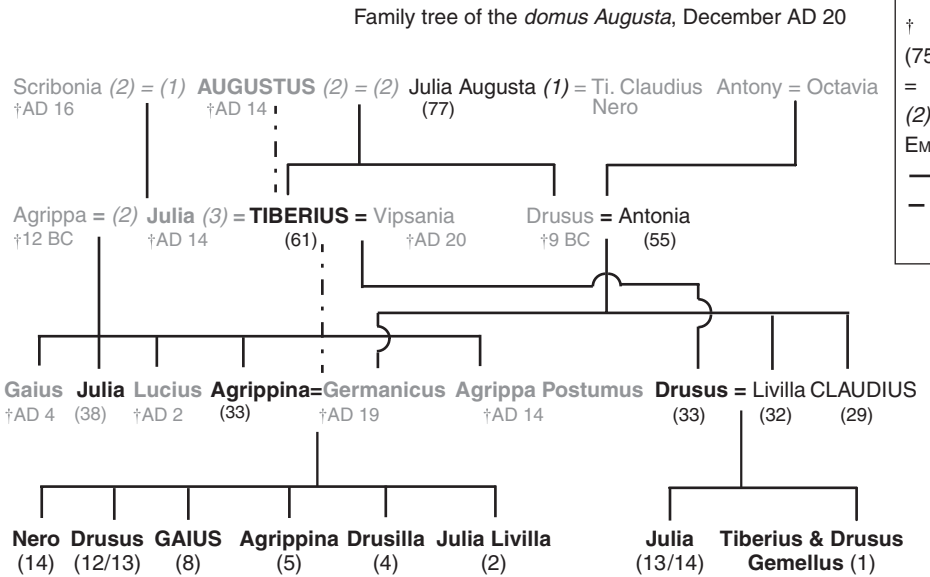 Family tree of the domus Augusta, December AD 20
†
(75
=
(2)
EM
Scribonia (2) = (1) AUGUSTUS (2) = (2) Julia Augusta (1) = Ti. Claudius Nero Antony = Octavia
†AD 16 †AD 14 (77)
Agrippa = (2) Julia (3) = TIBERIUS = Vipsania Drusus = Antonia
†12 BC †AD 14 (61) †AD 20 †9 BC (55)
Gaius Julia Lucius Agrippina=Germanicus Agrippa Postumus Drusus = Livilla CLAUDIUS
†AD 4 (38) †AD 2 (33) †AD 19 †AD 14 (33) (32) (29)
Nero Drusus GAIUS Agrippina Drusilla Julia Livilla Julia Tiberius & Drusus
(14) (12/13) (8) (5) (4) (2) (13/14) Gemellus (1)